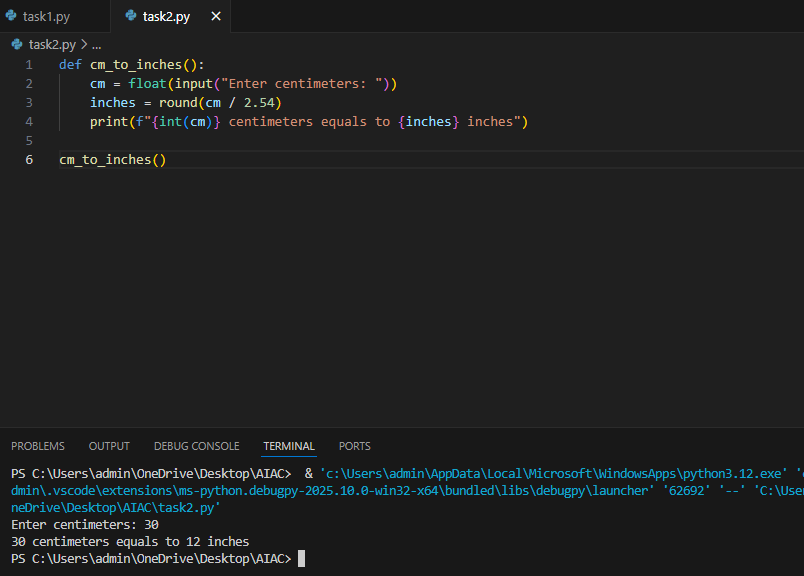 task1.py task2.py ✕
task2.py > ...
1 def cm_to_inches():
2     cm = float(input("Enter centimeters: "))
3     inches = round(cm / 2.54)
4     print(f"{int(cm)} centimeters equals to {inches} inches")
5
6 cm_to_inches()
PROBLEMS OUTPUT DEBUG CONSOLE TERMINAL PORTS
PS C:\Users\admin\OneDrive\Desktop\AIAC>  & 'c:\Users\admin\AppData\Local\Microsoft\WindowsApps\python3.12.exe' 'c
dmin\.vscode\extensions\ms-python.debugpy-2025.10.0-win32-x64\bundled\libs\debugpy\launcher' '62692' '--' 'C:\Use
neDrive\Desktop\AIAC\task2.py'
Enter centimeters: 30
30 centimeters equals to 12 inches
PS C:\Users\admin\OneDrive\Desktop\AIAC>